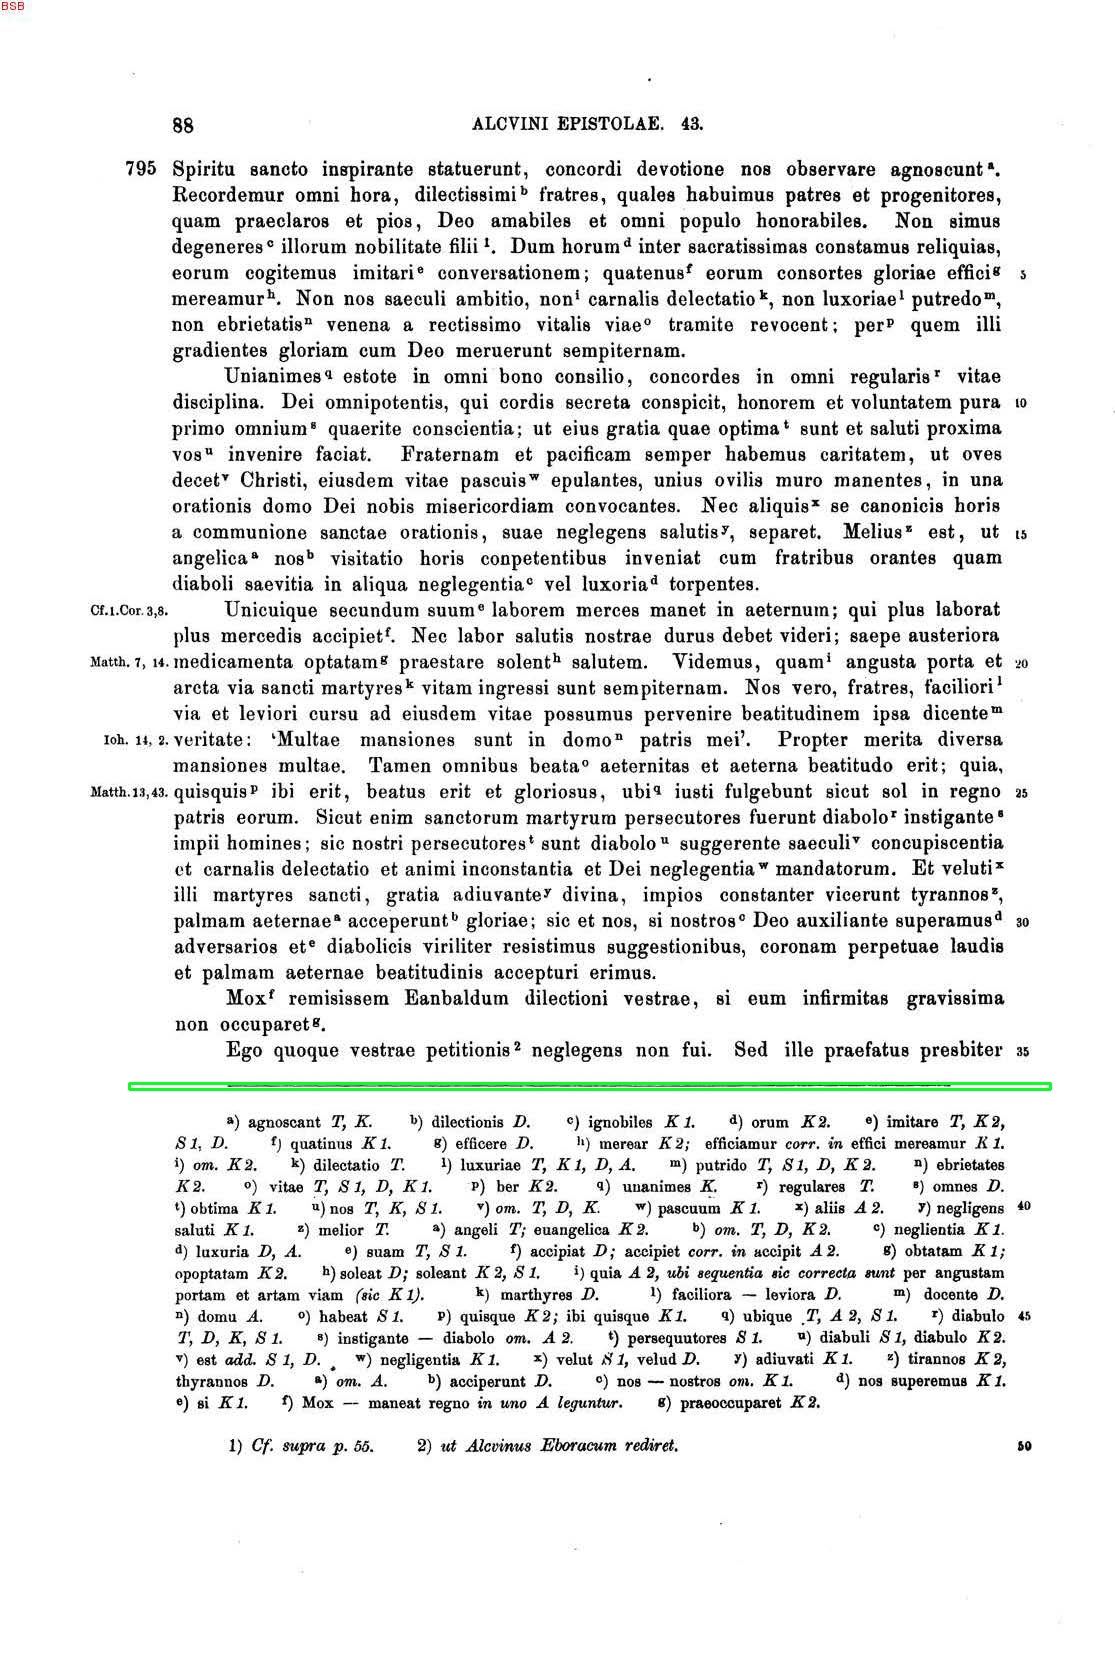 BSB
88 ALCVINI EPISTOLAE. 43.
795 Spiritu sancto inspirante statuerunt, concordi devotione nos observare agnoscunt ᵃ.
Recordemur omni hora, dilectissimi ᵇ fratres, quales habuimus patres et progenitores,
quam praeclaros et pios, Deo amabiles et omni populo honorabiles. Non simus
degeneres ᶜ illorum nobilitate filii ¹. Dum horum ᵈ inter sacratissimas constamus reliquias,
eorum cogitemus imitari ᵉ conversationem; quatenus ᶠ eorum consortes gloriae effici ᵍ 5
mereamur ʰ. Non nos saeculi ambitio, non ⁱ carnalis delectatio ᵏ, non luxoriae ˡ putredo ᵐ,
non ebrietatis ⁿ venena a rectissimo vitalis viae ᵒ tramite revocent; per ᵖ quem illi
gradientes gloriam cum Deo meruerunt sempiternam.
Unianimes q estote in omni bono consilio, concordes in omni regularis ʳ vitae
disciplina. Dei omnipotentis, qui cordis secreta conspicit, honorem et voluntatem pura 10
primo omnium ˢ quaerite conscientia; ut eius gratia quae optima ᵗ sunt et saluti proxima
vos ᵘ invenire faciat. Fraternam et pacificam semper habemus caritatem, ut oves
decet ᵛ Christi, eiusdem vitae pascuis ʷ epulantes, unius ovilis muro manentes, in una
orationis domo Dei nobis misericordiam convocantes. Nec aliquis ˣ se canonicis horis
a communione sanctae orationis, suae neglegens salutis ʸ, separet. Melius ᶻ est, ut 15
angelica ᵃ nos ᵇ visitatio horis conpetentibus inveniat cum fratribus orantes quam
diaboli saevitia in aliqua neglegentia ᶜ vel luxoria ᵈ torpentes.
Cf.1.Cor. 3,8. Unicuique secundum suum ᵉ laborem merces manet in aeternum; qui plus laborat
plus mercedis accipiet ᶠ. Nec labor salutis nostrae durus debet videri; saepe austeriora
Matth. 7, 14. medicamenta optatam ᵍ praestare solent ʰ salutem. Videmus, quam ⁱ angusta porta et 20
arcta via sancti martyres ᵏ vitam ingressi sunt sempiternam. Nos vero, fratres, faciliori ˡ
via et leviori cursu ad eiusdem vitae possumus pervenire beatitudinem ipsa dicente ᵐ
Ioh. 14, 2. veritate: 'Multae mansiones sunt in domo ⁿ patris mei'. Propter merita diversa
mansiones multae. Tamen omnibus beata ᵒ aeternitas et aeterna beatitudo erit; quia,
Matth.13,43. quisquis ᵖ ibi erit, beatus erit et gloriosus, ubi q iusti fulgebunt sicut sol in regno 25
patris eorum. Sicut enim sanctorum martyrum persecutores fuerunt diabolo ʳ instigante ˢ
impii homines; sic nostri persecutores ᵗ sunt diabolo ᵘ suggerente saeculi ᵛ concupiscentia
et carnalis delectatio et animi inconstantia et Dei neglegentia ʷ mandatorum. Et veluti ˣ
illi martyres sancti, gratia adiuvante ʸ divina, impios constanter vicerunt tyrannos ᶻ,
palmam aeternae ᵃ acceperunt ᵇ gloriae; sic et nos, si nostros ᶜ Deo auxiliante superamus ᵈ 30
adversarios et ᵉ diabolicis viriliter resistimus suggestionibus, coronam perpetuae laudis
et palmam aeternae beatitudinis accepturi erimus.
Mox ᶠ remisissem Eanbaldum dilectioni vestrae, si eum infirmitas gravissima
non occuparet ᵍ.
Ego quoque vestrae petitionis ² neglegens non fui. Sed ille praefatus presbiter 35
a) agnoscant T, K. b) dilectionis D. c) ignobiles K 1. d) orum K 2. e) imitare T, K 2,
S 1, D. f) quatinus K 1. g) efficere D. h) merear K 2; efficiamur corr. in effici mereamur K 1.
i) om. K 2. k) dilectatio T. l) luxuriae T, K 1, D, A. m) putrido T, S 1, D, K 2. n) ebrietates
K 2. o) vitae T, S 1, D, K 1. p) ber K 2. q) unanimes K. r) regulares T. s) omnes D.
t) obtima K 1. u) nos T, K, S 1. v) om. T, D, K. w) pascuum K 1. x) aliis A 2. y) negligens 40
saluti K 1. z) melior T. a) angeli T; euangelica K 2. b) om. T, D, K 2. c) neglientia K 1.
d) luxuria D, A. e) suam T, S 1. f) accipiat D; accipiet corr. in accipit A 2. g) obtatam K 1;
opoptatam K 2. h) soleat D; soleant K 2, S 1. i) quia A 2, ubi sequentia sic correcta sunt per angustam
portam et artam viam (sic K 1). k) marthyres D. l) faciliora — leviora D. m) docente D.
n) domu A. o) habeat S 1. p) quisque K 2; ibi quisque K 1. q) ubique T, A 2, S 1. r) diabulo 45
T, D, K, S 1. s) instigante — diabolo om. A 2. t) persequutores S 1. u) diabuli S 1, diabulo K 2.
v) est add. S 1, D. w) negligentia K 1. x) velut S 1, velud D. y) adiuvati K 1. z) tirannos K 2,
thyrannos D. a) om. A. b) acciperunt D. c) nos — nostros om. K 1. d) nos superemus K 1.
e) si K 1. f) Mox — maneat regno in uno A leguntur. g) praeoccuparet K 2.
1) Cf. supra p. 55. 2) ut Alcvinus Eboracum rediret. 50